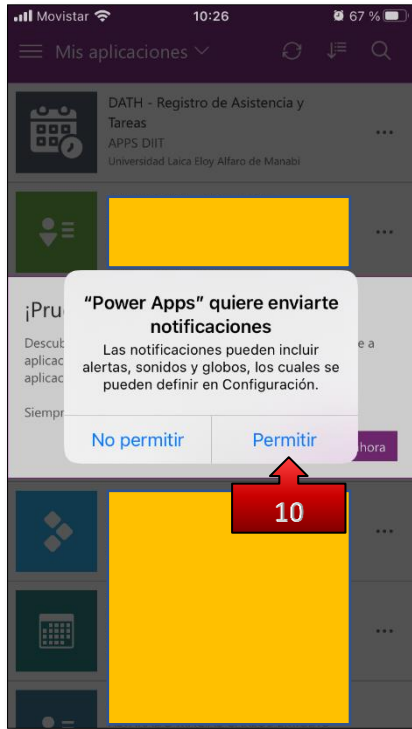 Movistar 10:26 67 %
Mis aplicaciones
DATH - Registro de Asistencia y
Tareas
APPS DIIT
Universidad Laica Eloy Alfaro de Manabí
¡Pru
“Power Apps” quiere enviarte
notificaciones
Descub
e a
Las notificaciones pueden incluir
aplicac
alertas, sonidos y globos, los cuales se
aplicac
pueden definir en Configuración.
Siempr
No permitir Permitir
ahora
10